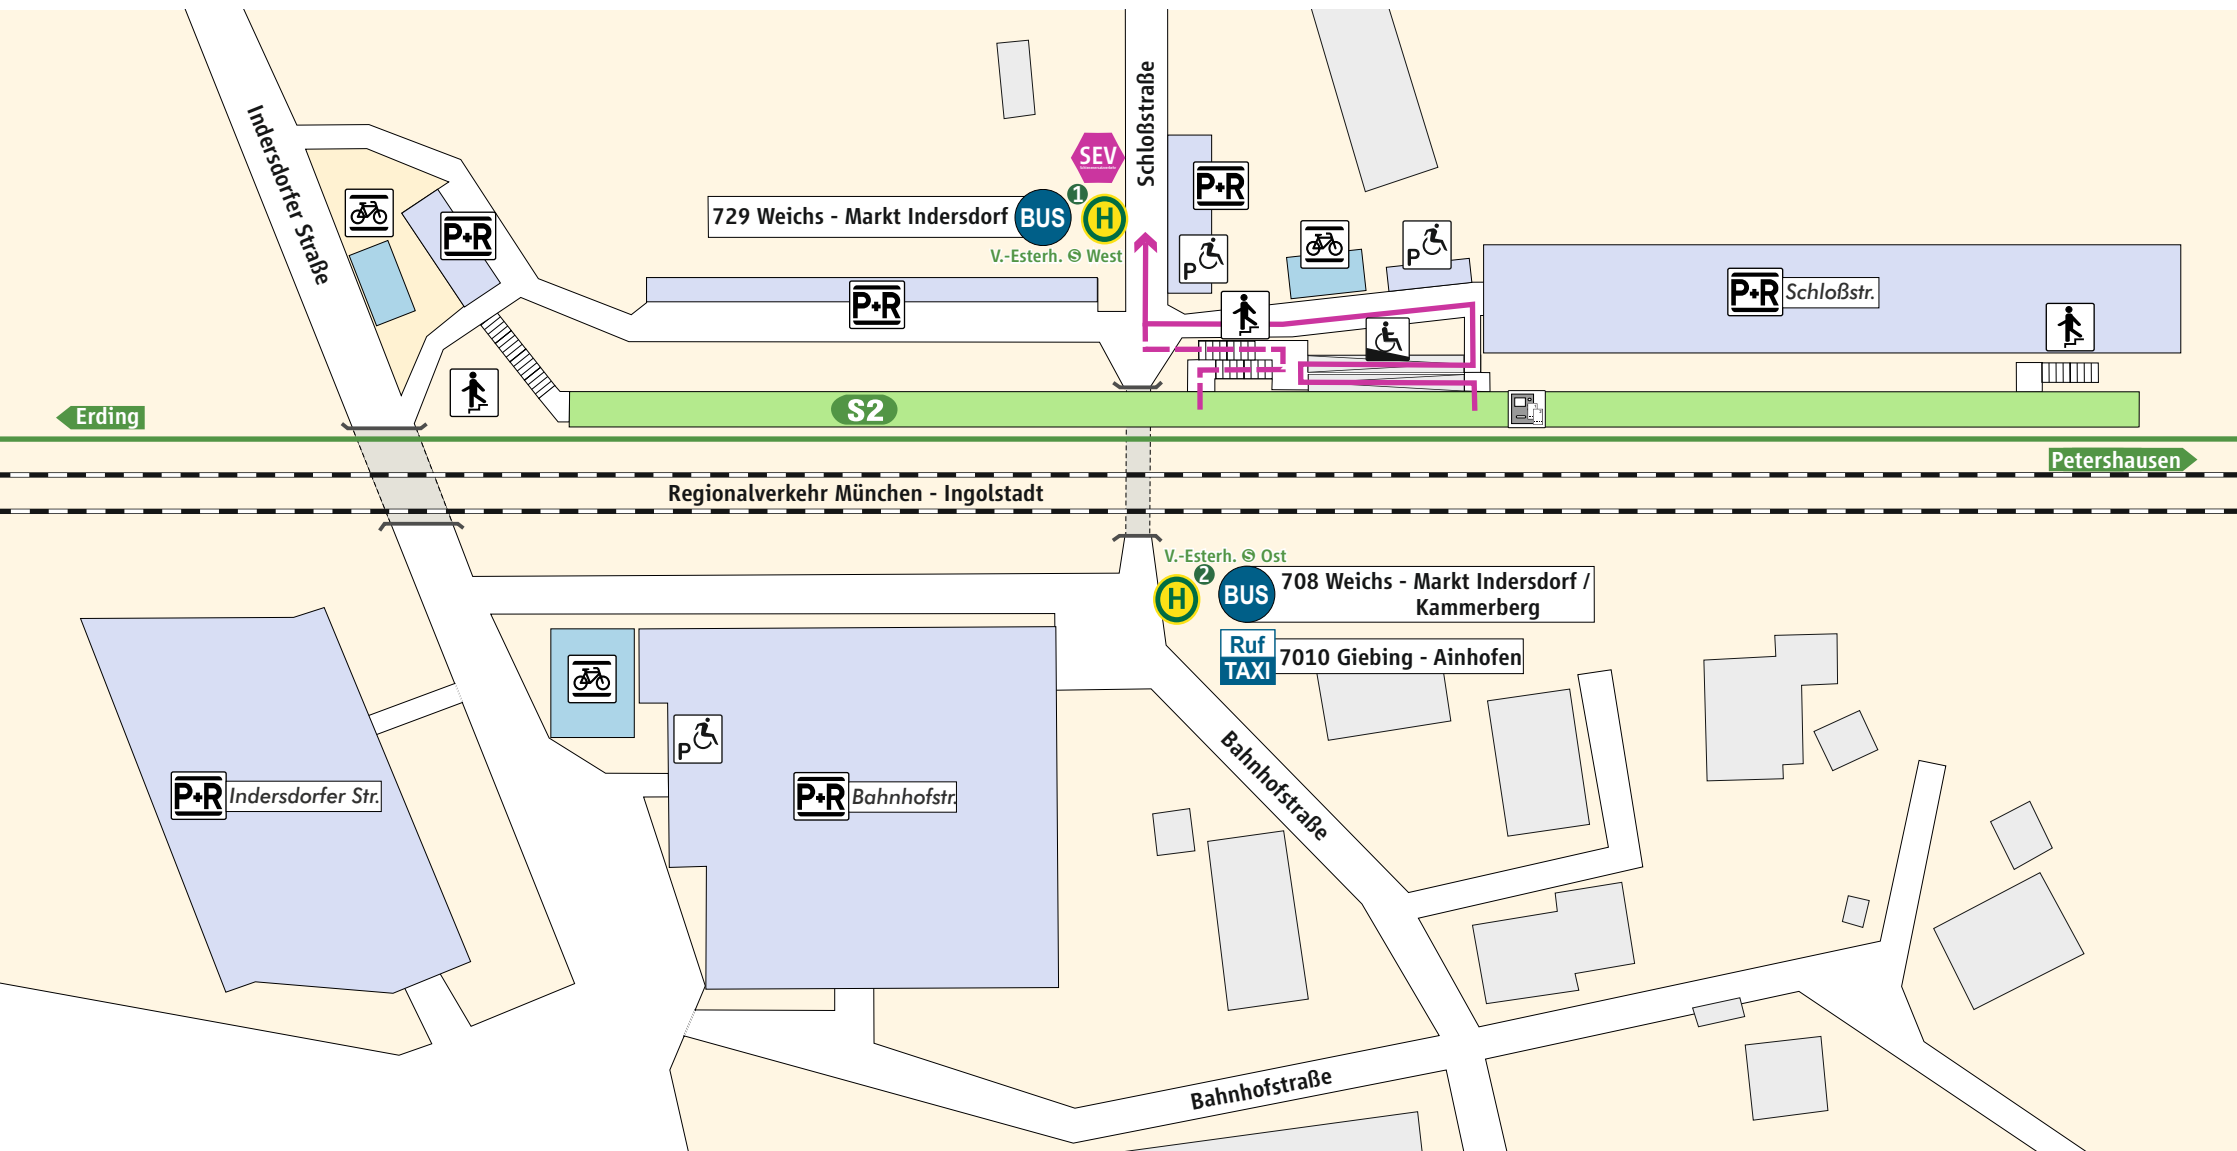 Schloßstraße
Indersdorfer Straße
SEV
P+R
P+R
729 Weichs - Markt Indersdorf
BUS
1
H
V.-Esterh. S West
P
P
P+R
P+R
Schloßstr.
S2
Erding
Petershausen
Regionalverkehr München - Ingolstadt
V.-Esterh. S Ost
2
H
BUS
708 Weichs - Markt Indersdorf /
Kammerberg
Ruf
TAXI
7010 Giebing - Ainhofen
P
P+R
Indersdorfer Str.
P+R
Bahnhofstr.
Bahnhofstraße
Bahnhofstraße